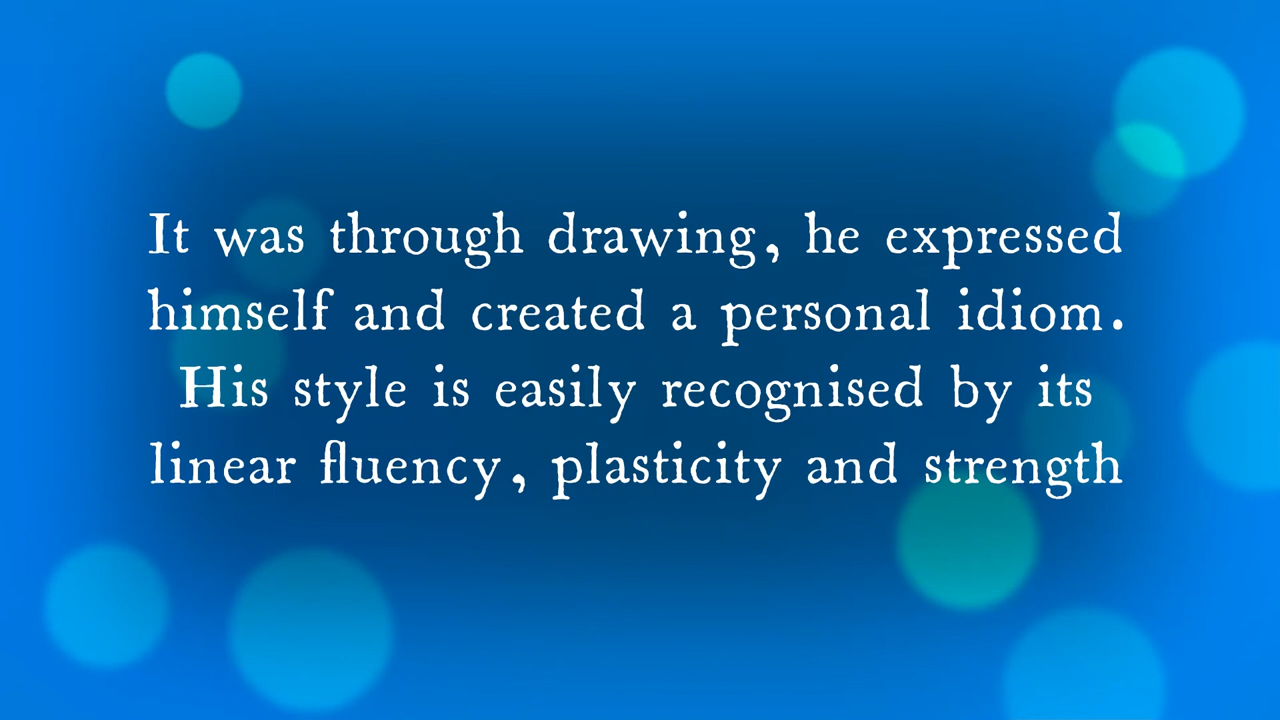 It was through drawing, he expressed
himself and created a personal idiom.
His style is easily recognised by its
linear fluency, plasticity and strength